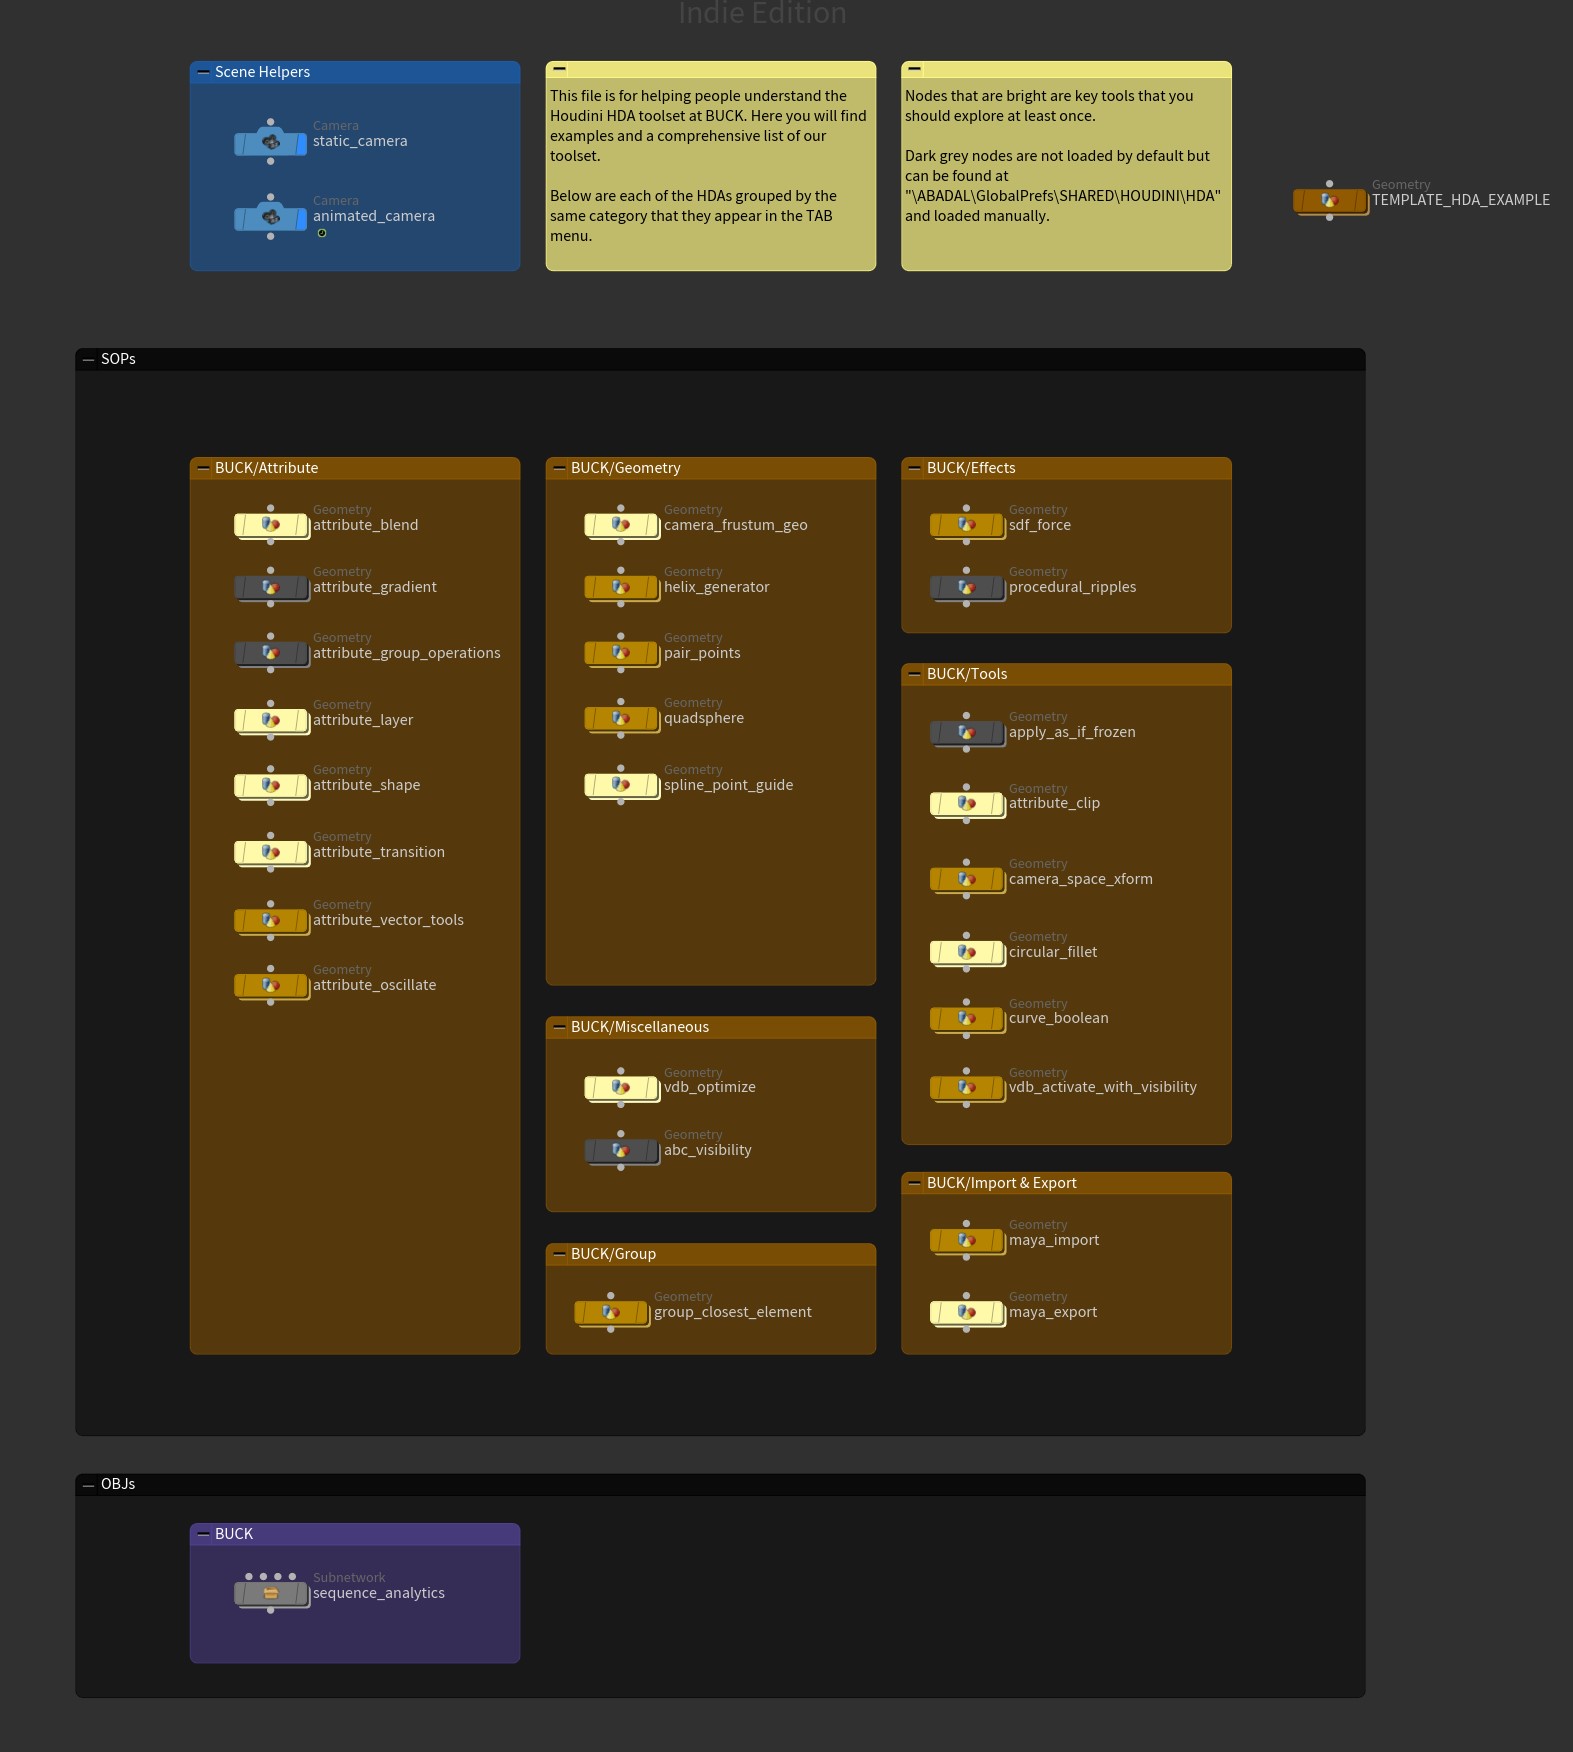 Indie Edition
Scene Helpers
Camera
static_camera
Camera
animated_camera
This file is for helping people understand the
Houdini HDA toolset at BUCK. Here you will find
examples and a comprehensive list of our
toolset.
Below are each of the HDAs grouped by the
same category that they appear in the TAB
menu.
Nodes that are bright are key tools that you
should explore at least once.
Dark grey nodes are not loaded by default but
can be found at
"\ABADAL\GlobalPrefs\SHARED\HOUDINI\HDA"
and loaded manually.
Geometry
TEMPLATE_HDA_EXAMPLE
SOPs
BUCK/Attribute
Geometry
attribute_blend
Geometry
attribute_gradient
Geometry
attribute_group_operations
Geometry
attribute_layer
Geometry
attribute_shape
Geometry
attribute_transition
Geometry
attribute_vector_tools
Geometry
attribute_oscillate
BUCK/Geometry
Geometry
camera_frustum_geo
Geometry
helix_generator
Geometry
pair_points
Geometry
quadsphere
Geometry
spline_point_guide
BUCK/Miscellaneous
Geometry
vdb_optimize
Geometry
abc_visibility
BUCK/Group
Geometry
group_closest_element
BUCK/Effects
Geometry
sdf_force
Geometry
procedural_ripples
BUCK/Tools
Geometry
apply_as_if_frozen
Geometry
attribute_clip
Geometry
camera_space_xform
Geometry
circular_fillet
Geometry
curve_boolean
Geometry
vdb_activate_with_visibility
BUCK/Import & Export
Geometry
maya_import
Geometry
maya_export
OBJs
BUCK
Subnetwork
sequence_analytics